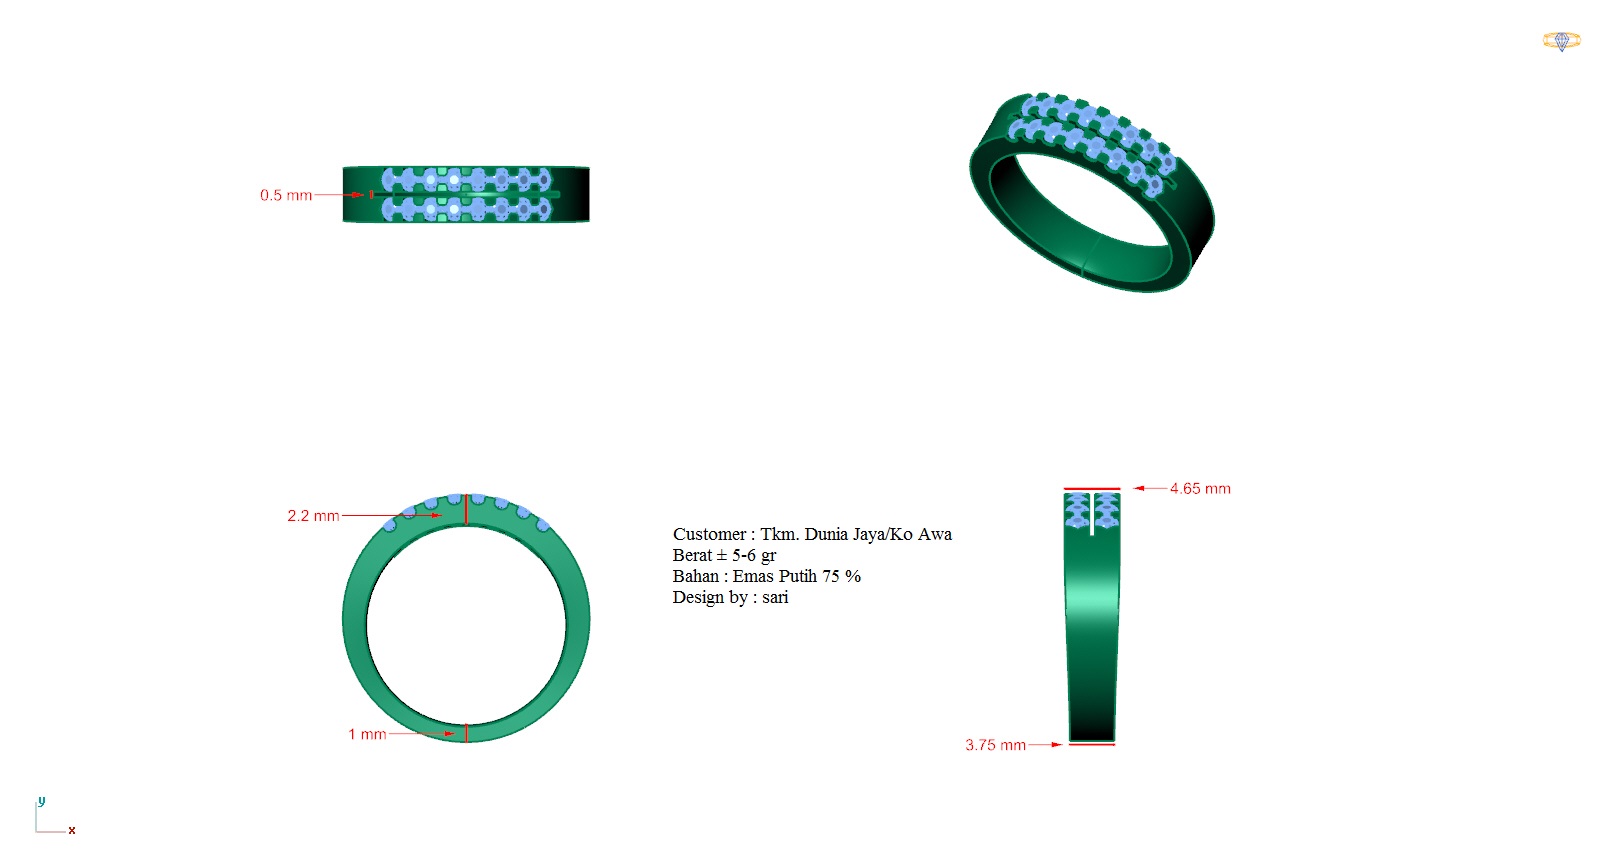 0.5 mm
2.2 mm
1 mm
Customer : Tkm. Dunia Jaya/Ko Awa
Berat ± 5-6 gr
Bahan : Emas Putih 75 %
Design by : sari
4.65 mm
3.75 mm
y
x